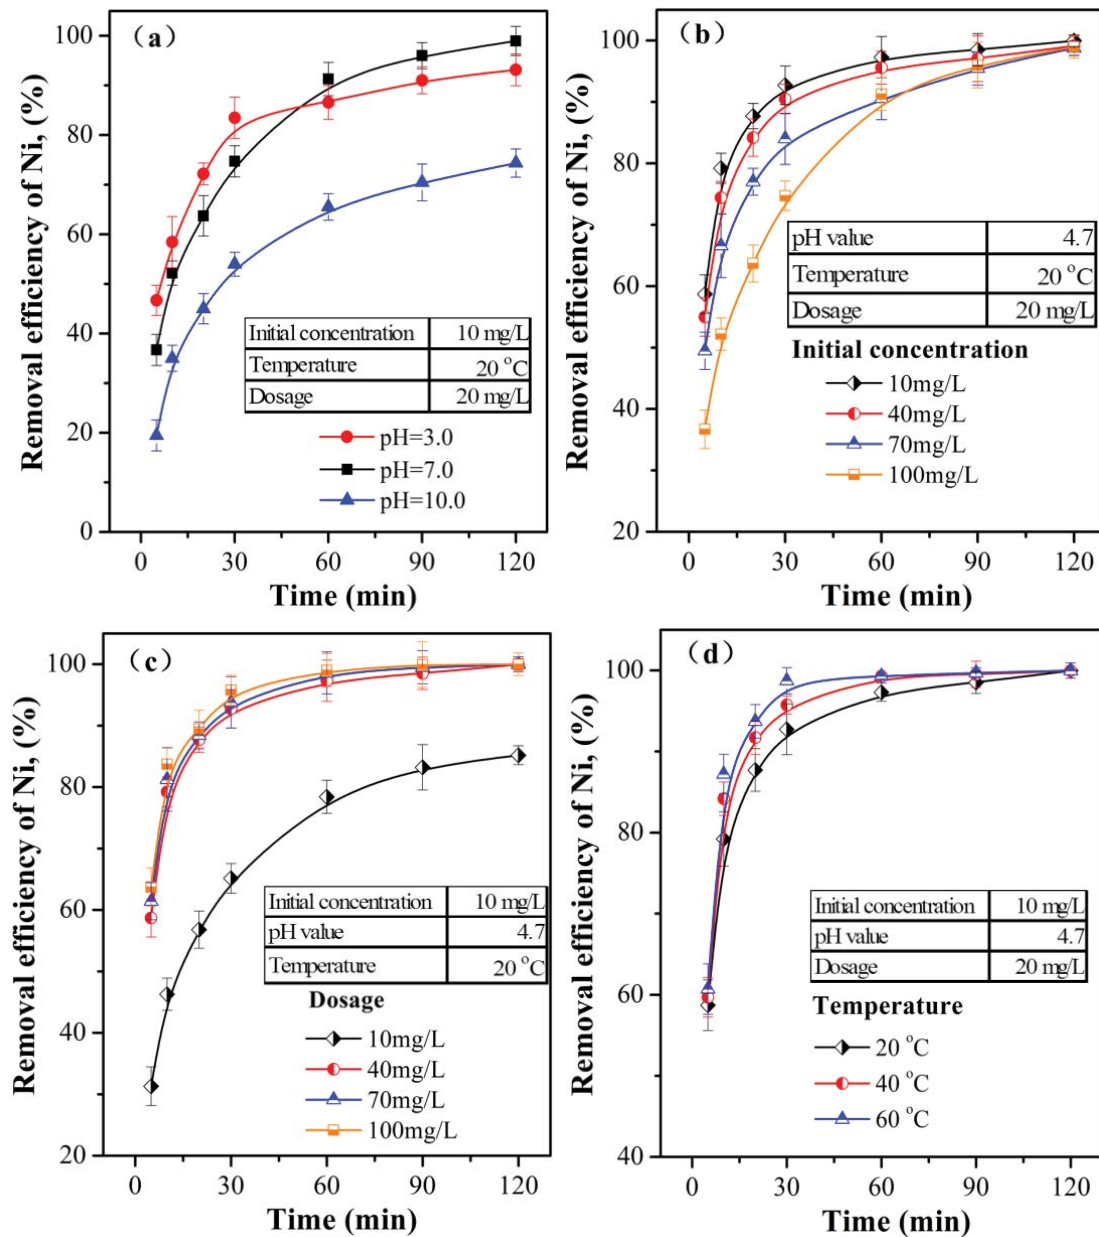 (a)
Removal efficiency of Ni, (%)
100
80
60
40
20
0
Initial concentration 10 mg/L
Temperature 20 °C
Dosage 20 mg/L
pH=3.0
pH=7.0
pH=10.0
0 30 60 90 120
Time (min)
(b)
Removal efficiency of Ni, (%)
100
80
60
40
20
pH value 4.7
Temperature 20 °C
Dosage 20 mg/L
Initial concentration
10mg/L
40mg/L
70mg/L
100mg/L
0 30 60 90 120
Time (min)
(c)
Removal efficiency of Ni, (%)
100
80
60
40
20
Initial concentration 10 mg/L
pH value 4.7
Temperature 20 °C
Dosage
10mg/L
40mg/L
70mg/L
100mg/L
0 30 60 90 120
Time (min)
(d)
Removal efficiency of Ni, (%)
100
80
60
40
Initial concentration 10 mg/L
pH value 4.7
Dosage 20 mg/L
Temperature
20 °C
40 °C
60 °C
0 30 60 90 120
Time (min)